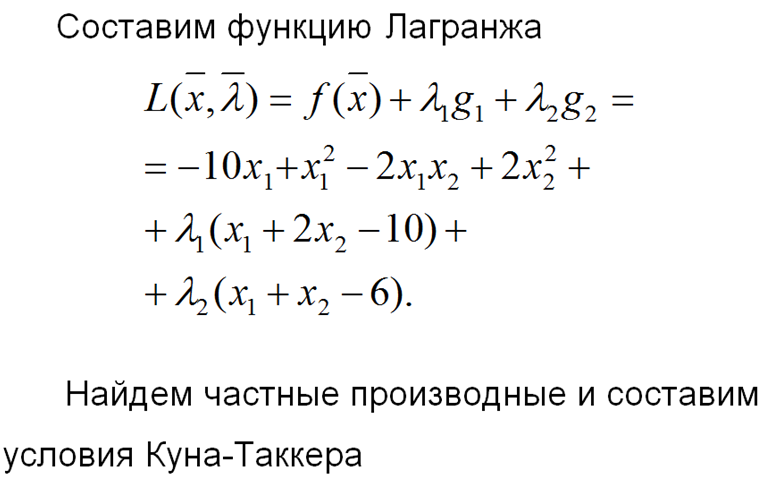 Составим функцию Лагранжа
L(x̄, λ̄) = f(x̄) + λ₁g₁ + λ₂g₂ =
= −10x₁+x₁² − 2x₁x₂ + 2x₂² +
+ λ₁(x₁ + 2x₂ − 10) +
+ λ₂(x₁ + x₂ − 6).
Найдем частные производные и составим
условия Куна-Таккера